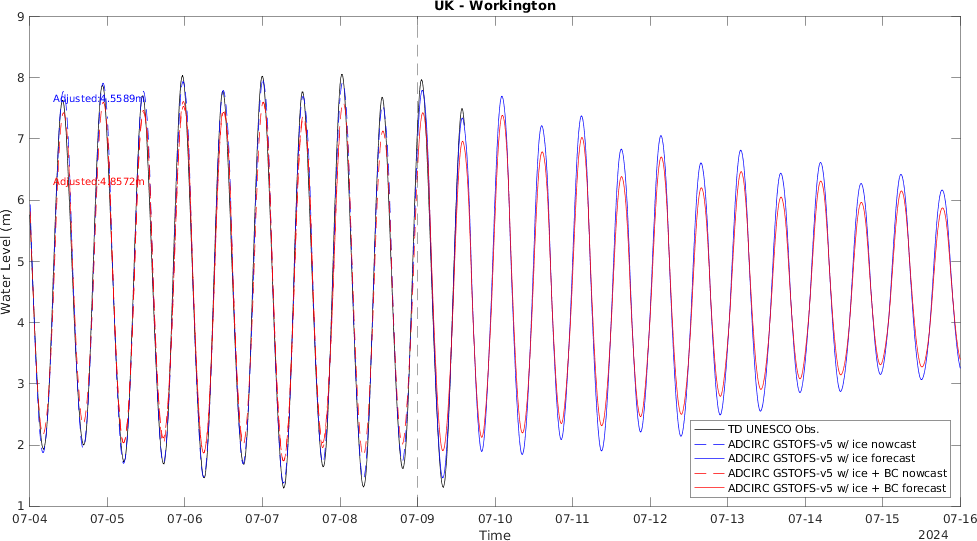 UK - Workington
9
8
7
6
5
4
3
2
1
Water Level (m)
Adjusted:4.5589m
Adjusted:4.8572m
TD UNESCO Obs.
ADCIRC GSTOFS-v5 w/ ice nowcast
ADCIRC GSTOFS-v5 w/ ice forecast
ADCIRC GSTOFS-v5 w/ ice + BC nowcast
ADCIRC GSTOFS-v5 w/ ice + BC forecast
07-04 07-05 07-06 07-07 07-08 07-09 07-10 07-11 07-12 07-13 07-14 07-15 07-16
Time
2024